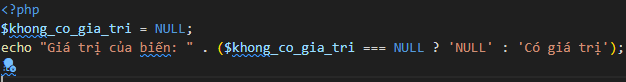 <?php
$khong_co_gia_tri = NULL;
echo "Giá trị của biến: " . ($khong_co_gia_tri === NULL ? 'NULL' : 'Có giá trị');